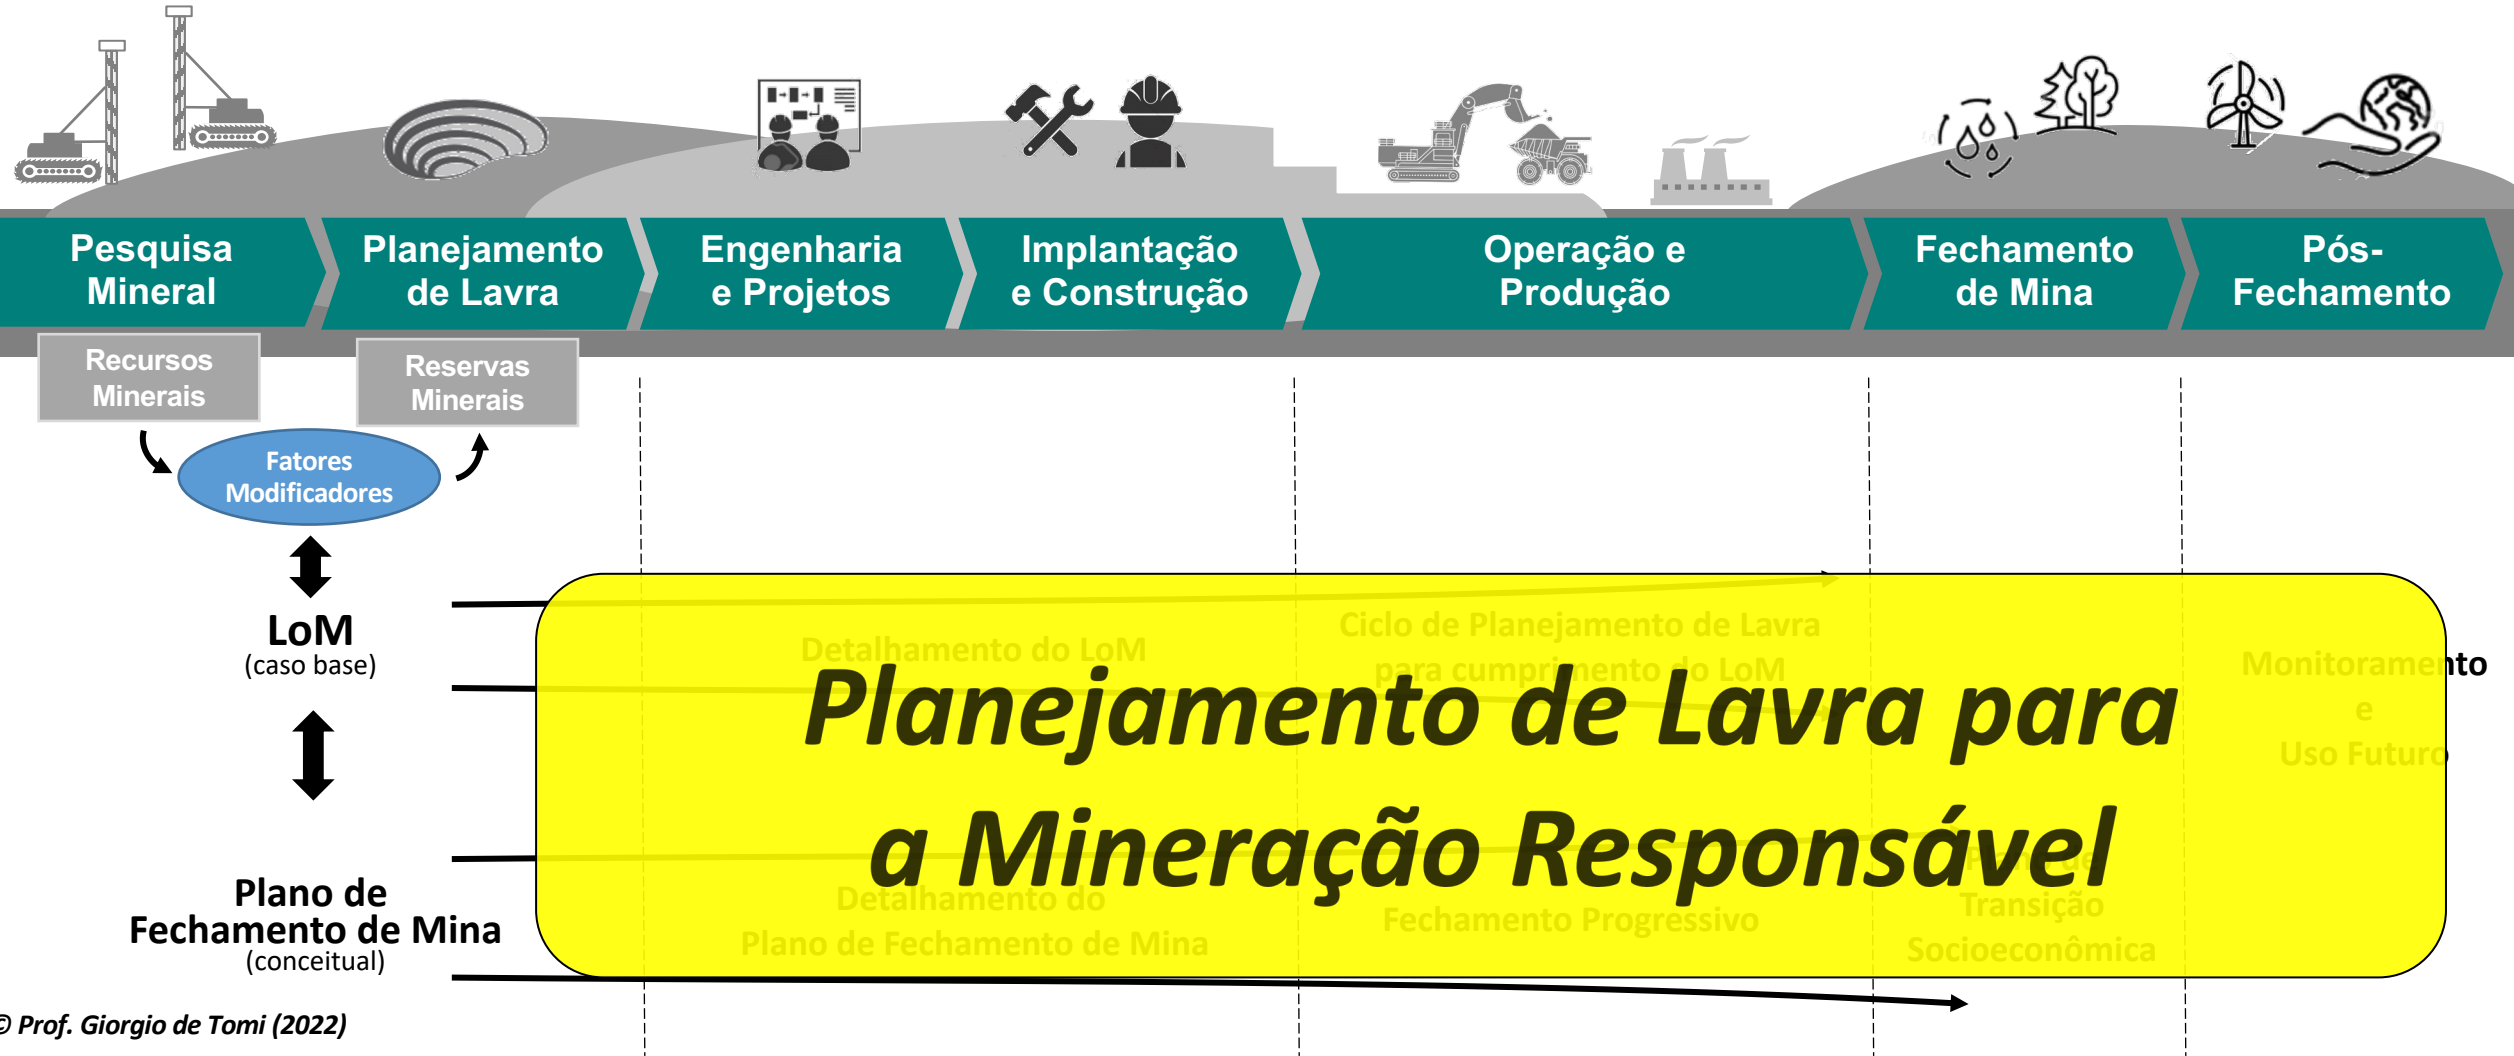 Pesquisa
Mineral
Planejamento
de Lavra
Engenharia
e Projetos
Implantação
e Construção
Operação e
Produção
Fechamento
de Mina
Pós-
Fechamento
Recursos
Minerais
Reservas
Minerais
Fatores
Modificadores
LoM
(caso base)
Detalhamento do LoM
Ciclo de Planejamento de Lavra
para cumprimento do LoM
Monitoramento
e
Uso Futuro
Planejamento de Lavra para
a Mineração Responsável
Plano de
Fechamento de Mina
(conceitual)
Detalhamento do
Plano de Fechamento de Mina
Fechamento Progressivo
Plano de
Transição
Socioeconômica
© Prof. Giorgio de Tomi (2022)